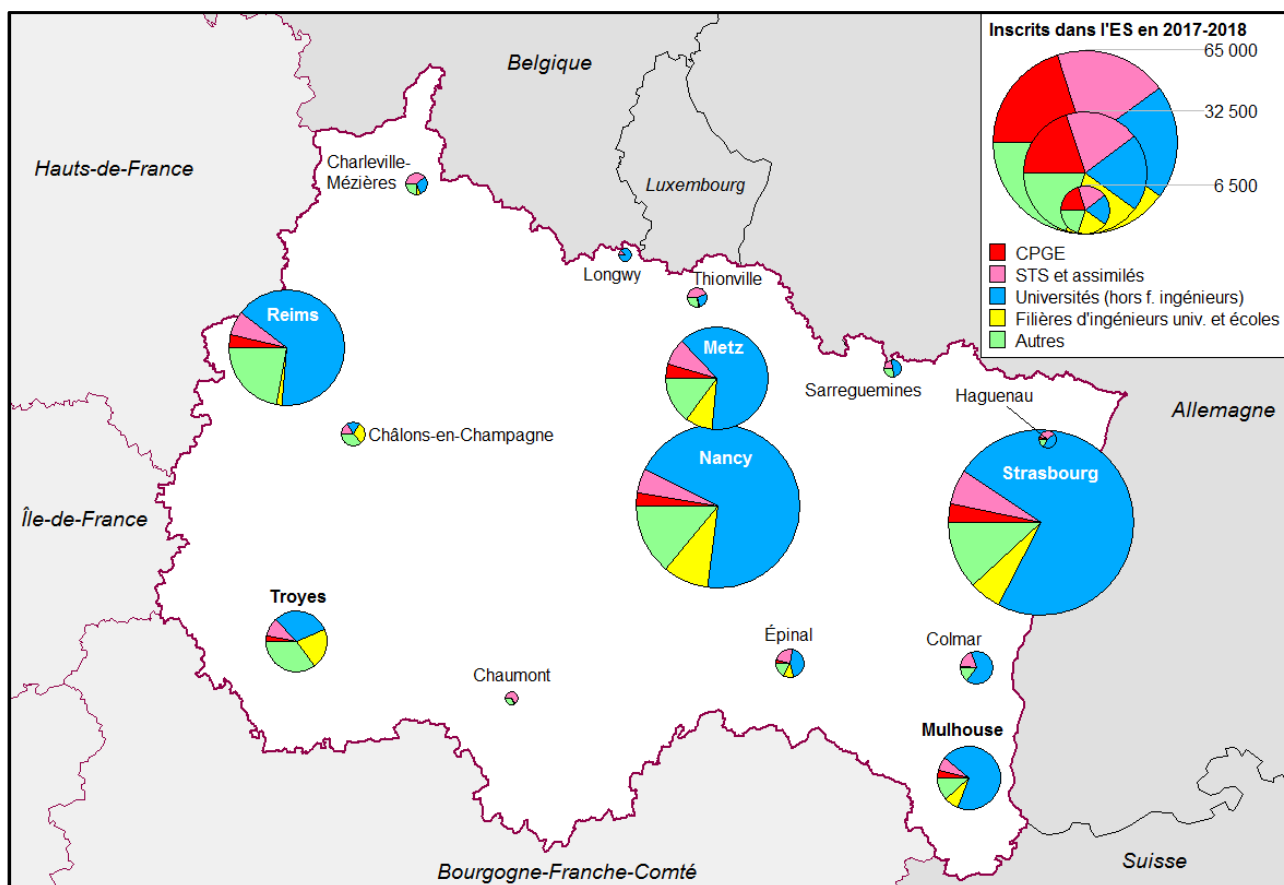 Inscrits dans l'ES en 2017-2018
65 000
32 500
6 500
CPGE
STS et assimilés
Universités (hors f. ingénieurs)
Filières d'ingénieurs univ. et écoles
Autres
Belgique
Hauts-de-France
Charleville-
Mézières
Luxembourg
Longwy
Thionville
Reims
Metz
Sarreguemines
Haguenau
Allemagne
Châlons-en-Champagne
Nancy
Strasbourg
Île-de-France
Troyes
Épinal
Colmar
Chaumont
Mulhouse
Bourgogne-Franche-Comté
Suisse